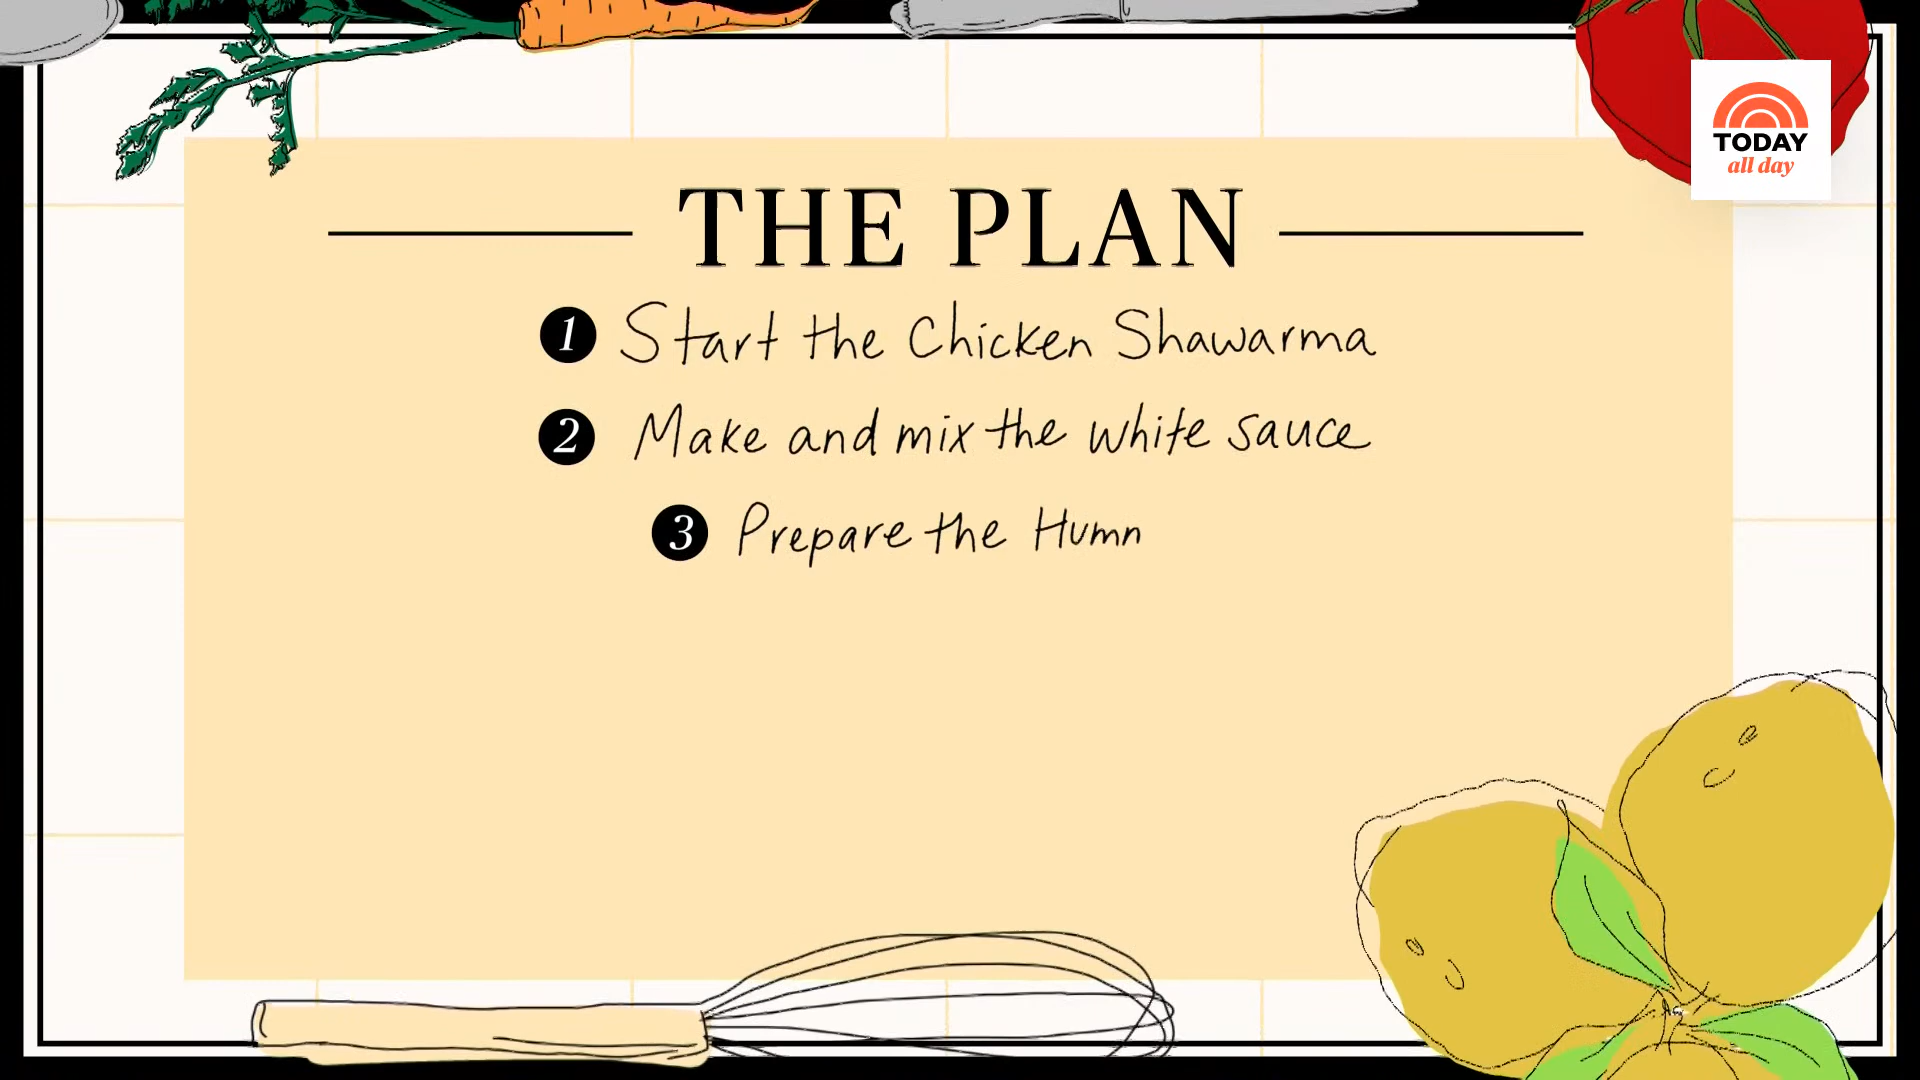 TODAY
all day
THE PLAN
1 Start the Chicken Shawarma
2 Make and mix the white sauce
3 Prepare the Humn